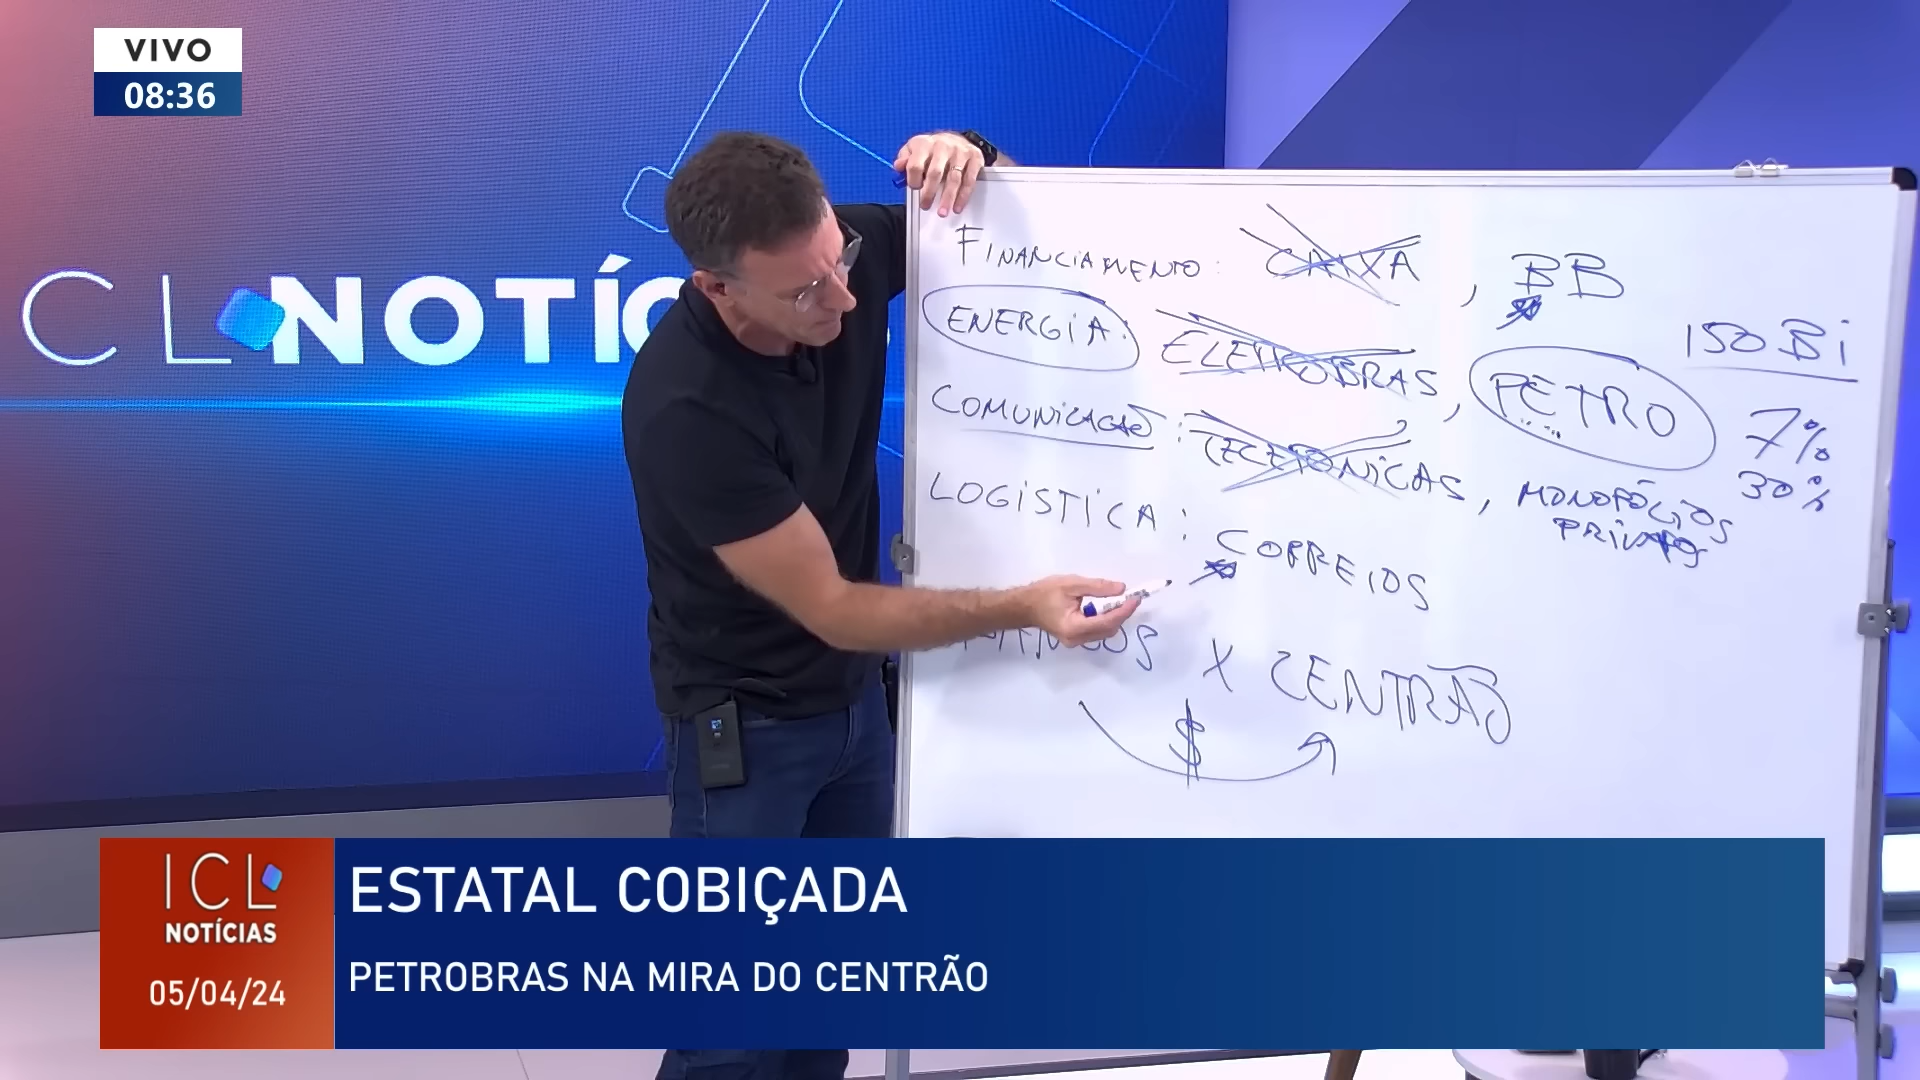 VIVO
08:36
CL NOTÍC
FINANCIAMENTO: CAIXA, BB
150 Bi
ENERGIA: ELETROBRAS, PETRO
7%
COMUNICAÇÃO: TELEFONICAS, MONOPÓLIOS PRIVADOS
30%
LOGÍSTICA: CORREIOS
X CENTRÃO
$
ICL
NOTÍCIAS
05/04/24
ESTATAL COBIÇADA
PETROBRAS NA MIRA DO CENTRÃO